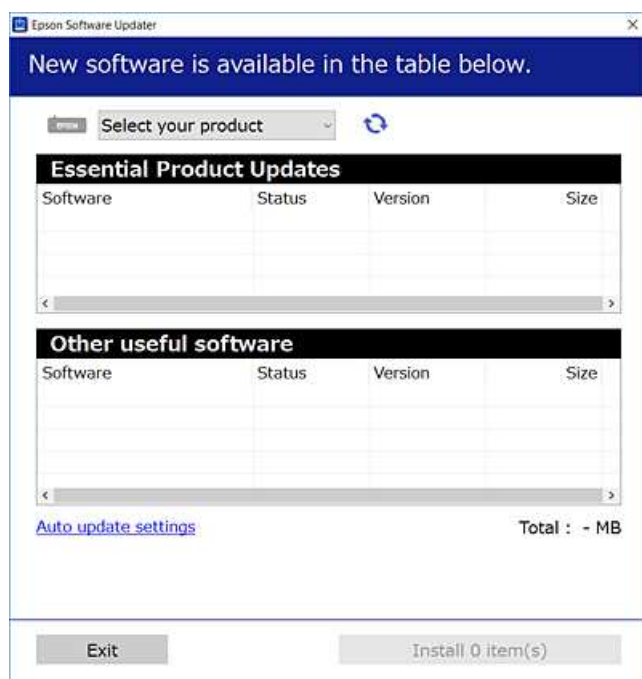 Epson Software Updater
New software is available in the table below.
EPSON Select your product
Essential Product Updates
Software Status Version Size
Other useful software
Software Status Version Size
Auto update settings Total : - MB
Exit Install 0 item(s)